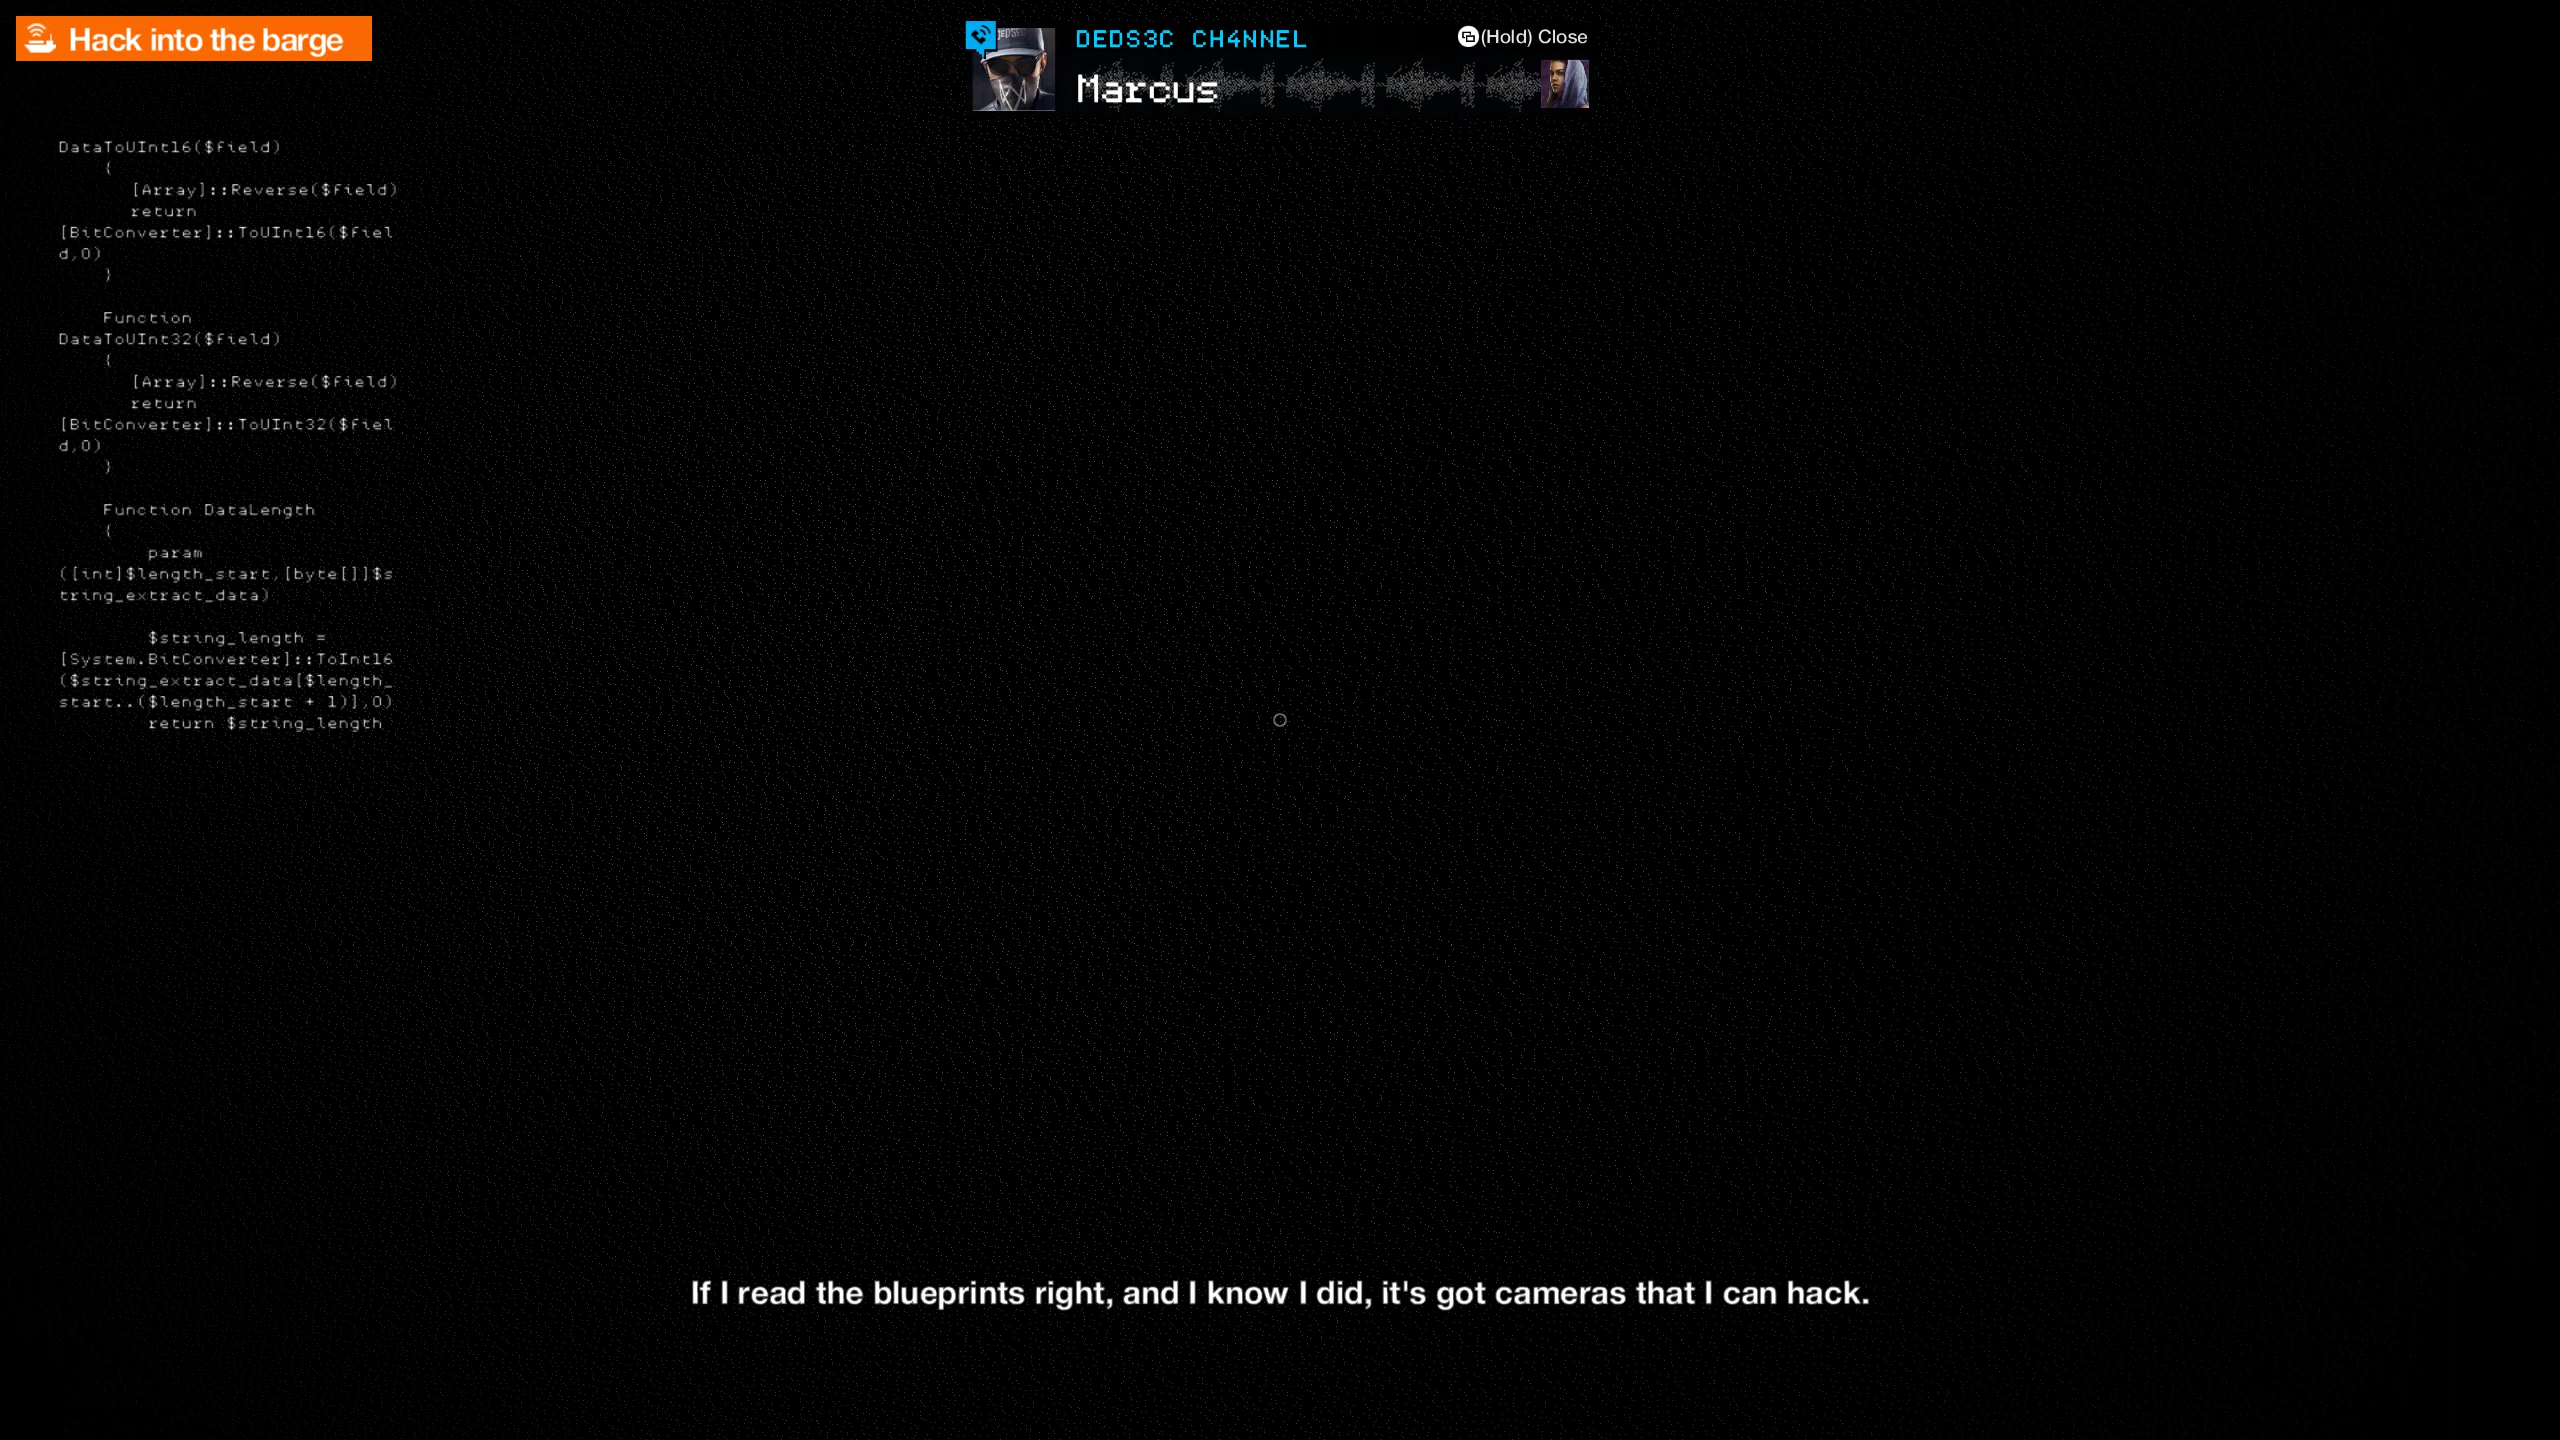 Hack into the barge
DEDS3C CH4NNEL
(Hold) Close
Marcus
DataToUInt16($field)
{
[Array]::Reverse($field)
return
[BitConverter]::ToUInt16($fiel
d,0)
}
Function
DataToUInt32($field)
{
[Array]::Reverse($field)
return
[BitConverter]::ToUInt32($fiel
d,0)
}
Function DataLength
{
param
([int]$length_start,[byte[]]$s
tring_extract_data)
$string_length =
[System.BitConverter]::ToInt16
($string_extract_data[$length_
start..($length_start + 1)],0)
return $string_length
If I read the blueprints right, and I know I did, it's got cameras that I can hack.